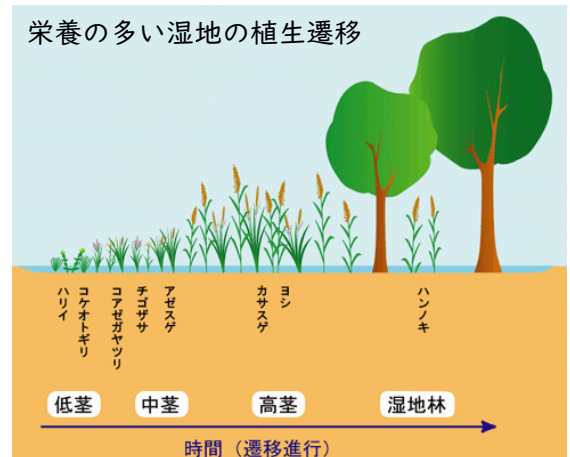 栄養の多い湿地の植生遷移
ハリイ
コケオトギリ
コアゼガヤツリ
チゴザサ
アゼスゲ
カサスゲ
ヨシ
ハンノキ
低茎
中茎
高茎
湿地林
時間（遷移進行）